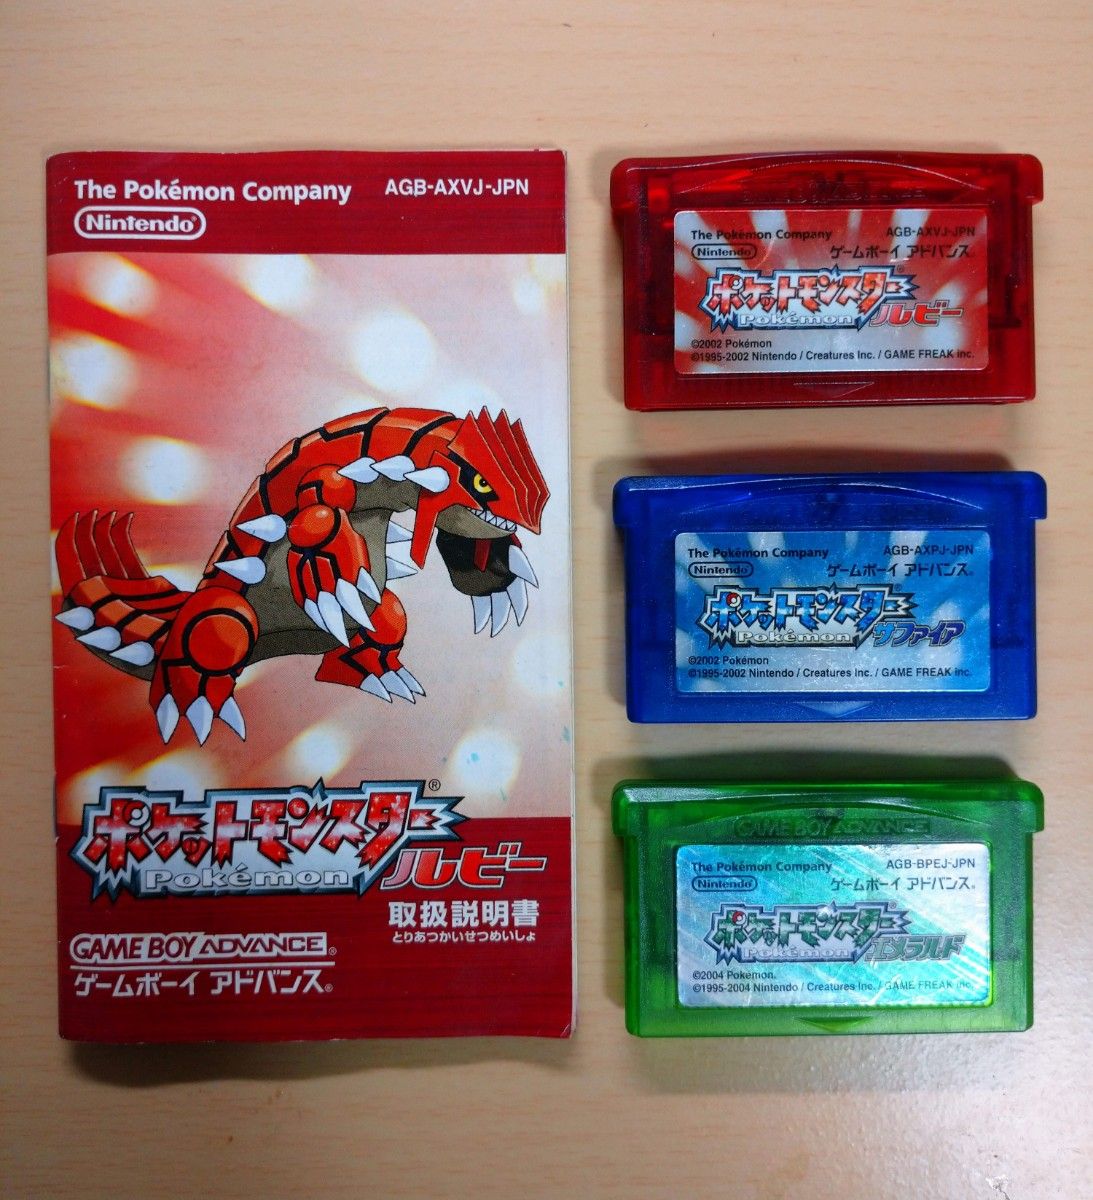 The Pokémon Company AGB-AXVJ-JPN
Nintendo®
ポケットモンスター®
Pokémon ルビー
取扱説明書
とりあつかいせつめいしょ
GAME BOY ADVANCE®
ゲームボーイ アドバンス®
The Pokémon Company AGB-AXVJ-JPN
Nintendo ゲームボーイ アドバンス®
ポケットモンスター
Pokémon ルビー
©2002 Pokémon
©1995-2002 Nintendo / Creatures Inc. / GAME FREAK inc.
The Pokémon Company AGB-AXPJ-JPN
Nintendo ゲームボーイ アドバンス®
ポケットモンスター
Pokémon サファイア
©2002 Pokémon
©1995-2002 Nintendo / Creatures Inc. / GAME FREAK inc.
GAME BOY ADVANCE
The Pokémon Company AGB-BPEJ-JPN
Nintendo ゲームボーイ アドバンス®
ポケットモンスター
Pokémon エメラルド
©2004 Pokémon.
©1995-2004 Nintendo / Creatures Inc. / GAME FREAK inc.